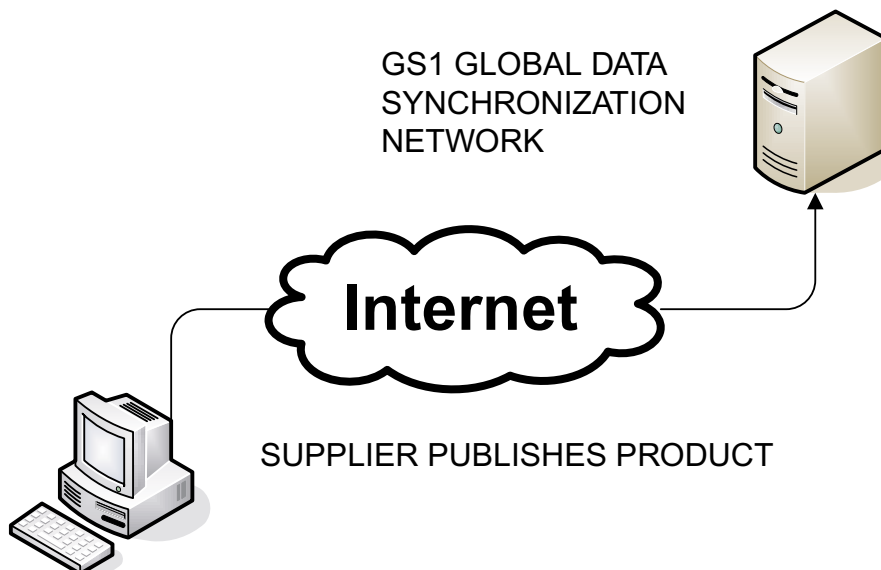 GS1 GLOBAL DATA
SYNCHRONIZATION
NETWORK
Internet
SUPPLIER PUBLISHES PRODUCT